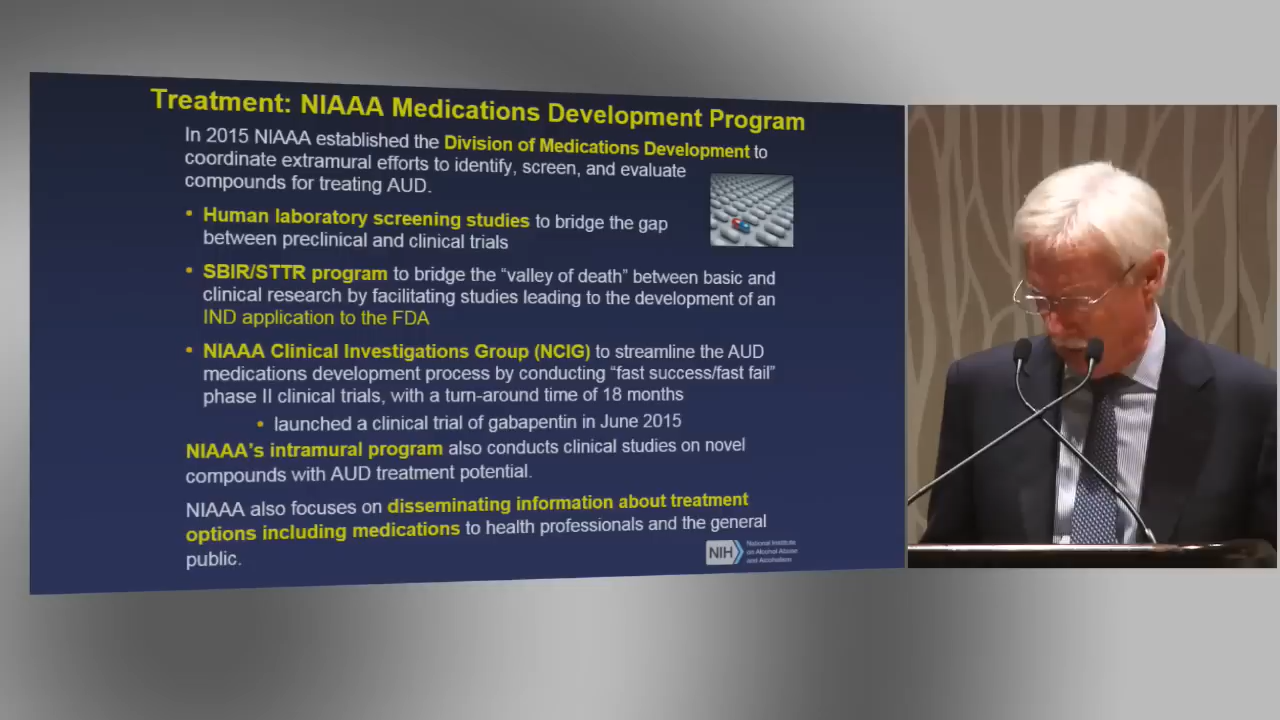 Treatment: NIAAA Medications Development Program
In 2015 NIAAA established the Division of Medications Development to
coordinate extramural efforts to identify, screen, and evaluate
compounds for treating AUD.
• Human laboratory screening studies to bridge the gap
between preclinical and clinical trials
• SBIR/STTR program to bridge the “valley of death” between basic and
clinical research by facilitating studies leading to the development of an
IND application to the FDA
• NIAAA Clinical Investigations Group (NCIG) to streamline the AUD
medications development process by conducting “fast success/fast fail”
phase II clinical trials, with a turn-around time of 18 months
• launched a clinical trial of gabapentin in June 2015
NIAAA's intramural program also conducts clinical studies on novel
compounds with AUD treatment potential.
NIAAA also focuses on disseminating information about treatment
options including medications to health professionals and the general
public.
NIH
National Institute
on Alcohol Abuse
and Alcoholism